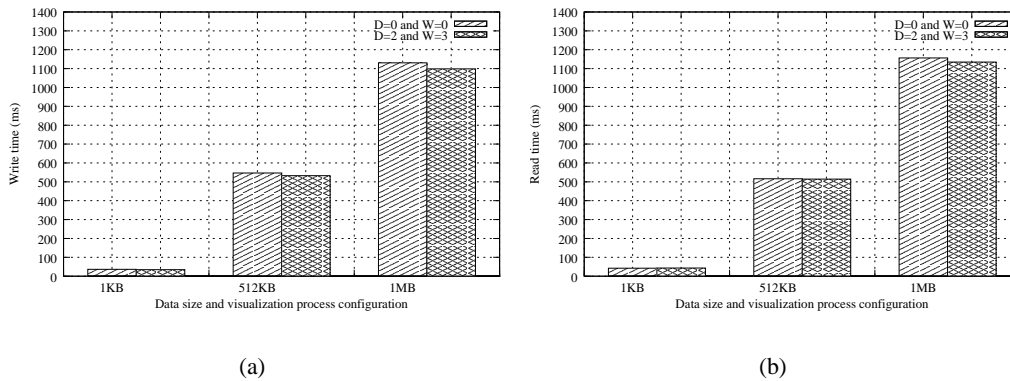 1400
1300
1200
1100
1000
900
800
700
600
500
400
300
200
100
0
Write time (ms)
D=0 and W=0
D=2 and W=3
1KB
512KB
1MB
Data size and visualization process configuration
(a)
1400
1300
1200
1100
1000
900
800
700
600
500
400
300
200
100
0
Read time (ms)
D=0 and W=0
D=2 and W=3
1KB
512KB
1MB
Data size and visualization process configuration
(b)